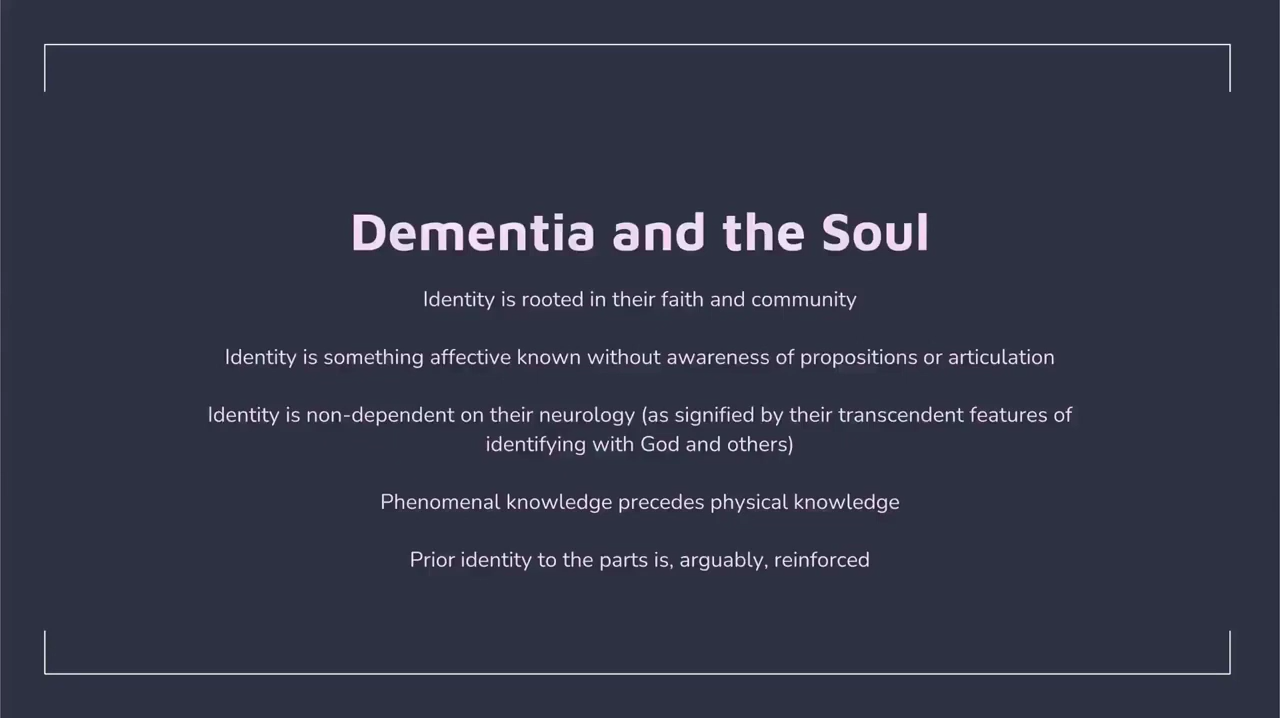 Dementia and the Soul
Identity is rooted in their faith and community
Identity is something affective known without awareness of propositions or articulation
Identity is non-dependent on their neurology (as signified by their transcendent features of
identifying with God and others)
Phenomenal knowledge precedes physical knowledge
Prior identity to the parts is, arguably, reinforced